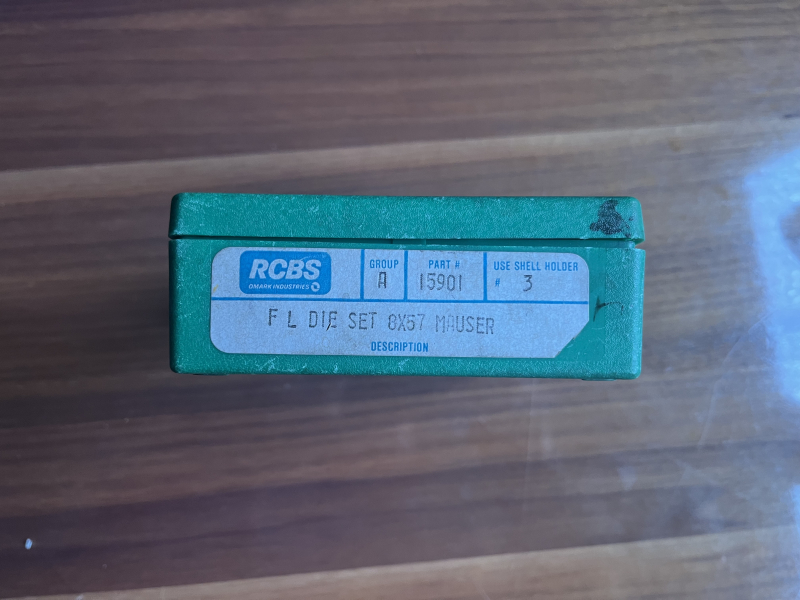 RCBS
OMARK INDUSTRIES
GROUP
A
PART #
15901
USE SHELL HOLDER
# 3
F L DIE SET 8X57 MAUSER
DESCRIPTION